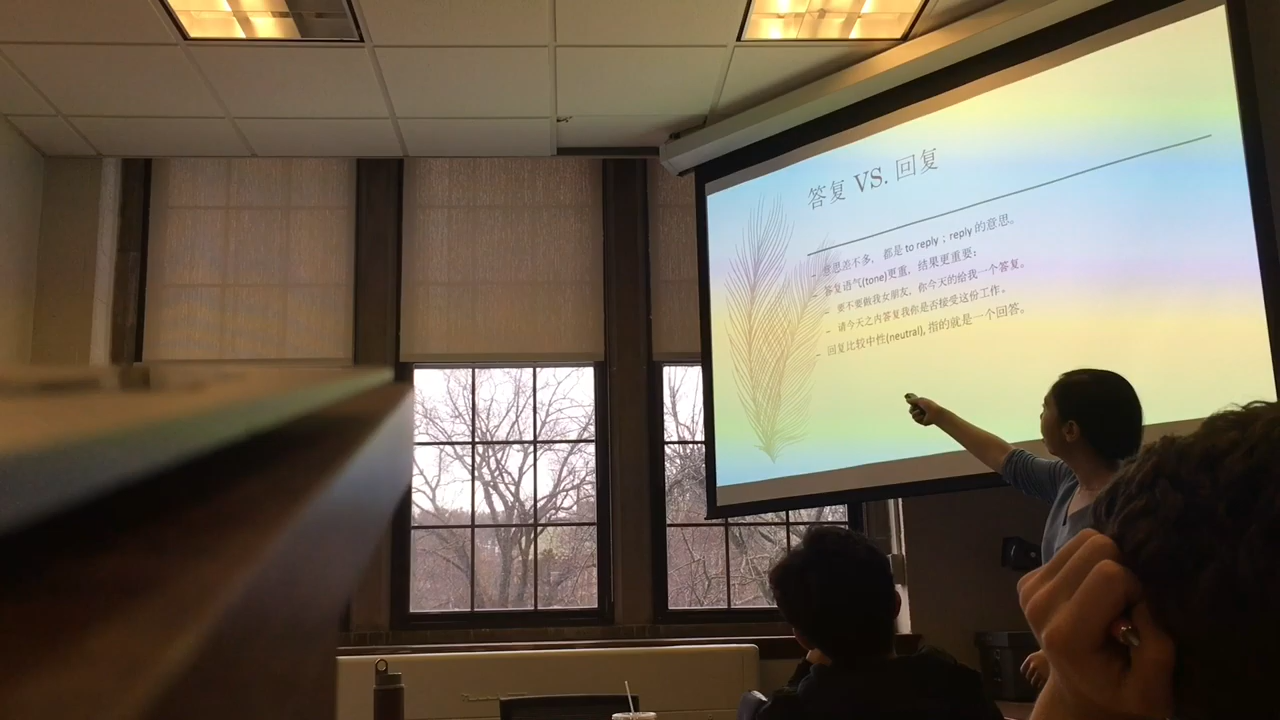 答复 VS. 回复
– 意思差不多，都是 to reply；reply 的意思。
– 答复语气(tone)更重，结果更重要：
– 要不要做我女朋友，你今天的给我一个答复。
– 请今天之内答复我你是否接受这份工作。
– 回复比较中性(neutral), 指的就是一个回答。